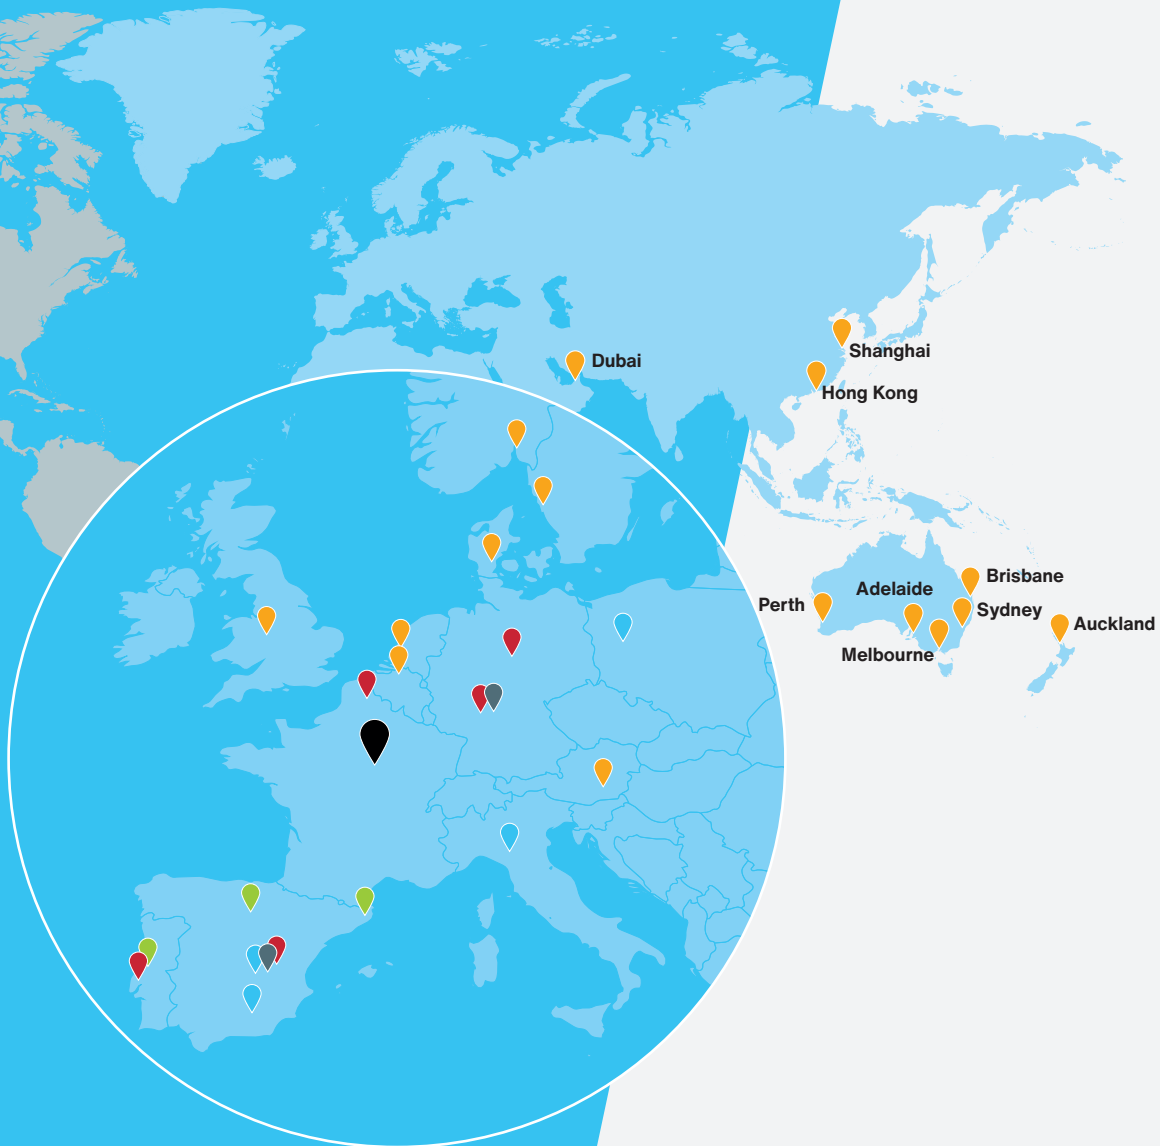 Dubai
Shanghai
Hong Kong
Brisbane
Adelaide
Perth
Sydney
Auckland
Melbourne